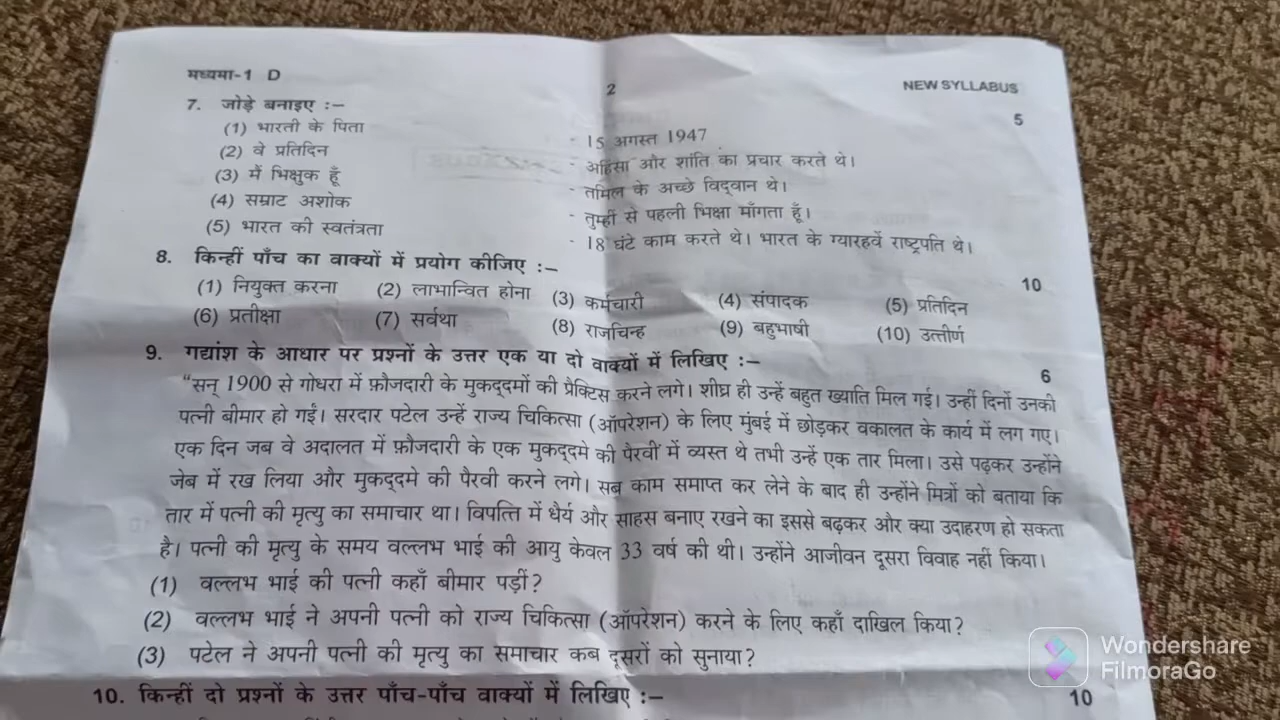 मध्यमा-1 D
2
NEW SYLLABUS
7. जोड़े बनाइए :– 5
(1) भारती के पिता - 15 अगस्त 1947
(2) वे प्रतिदिन - अहिंसा और शांति का प्रचार करते थे।
(3) मैं भिक्षुक हूँ - तमिल के अच्छे विद्वान थे।
(4) सम्राट अशोक - तुम्हीं से पहली भिक्षा माँगता हूँ।
(5) भारत की स्वतंत्रता - 18 घंटे काम करते थे। भारत के ग्यारहवें राष्ट्रपति थे।
8. किन्हीं पाँच का वाक्यों में प्रयोग कीजिए :– 10
(1) नियुक्त करना (2) लाभान्वित होना (3) कर्मचारी (4) संपादक (5) प्रतिदिन
(6) प्रतीक्षा (7) सर्वथा (8) राजचिन्ह (9) बहुभाषी (10) उत्तीर्ण
9. गद्यांश के आधार पर प्रश्नों के उत्तर एक या दो वाक्यों में लिखिए :– 6
“सन् 1900 से गोधरा में फ़ौजदारी के मुकद्दमों की प्रैक्टिस करने लगे। शीघ्र ही उन्हें बहुत ख्याति मिल गई। उन्हीं दिनों उनकी
पत्नी बीमार हो गईं। सरदार पटेल उन्हें राज्य चिकित्सा (ऑपरेशन) के लिए मुंबई में छोड़कर वकालत के कार्य में लग गए।
एक दिन जब वे अदालत में फ़ौजदारी के एक मुकद्दमे की पैरवीं में व्यस्त थे तभी उन्हें एक तार मिला। उसे पढ़कर उन्होंने
जेब में रख लिया और मुकद्दमे की पैरवी करने लगे। सब काम समाप्त कर लेने के बाद ही उन्होंने मित्रों को बताया कि
तार में पत्नी की मृत्यु का समाचार था। विपत्ति में धैर्य और साहस बनाए रखने का इससे बढ़कर और क्या उदाहरण हो सकता
है। पत्नी की मृत्यु के समय वल्लभ भाई की आयु केवल 33 वर्ष की थी। उन्होंने आजीवन दूसरा विवाह नहीं किया।
(1) वल्लभ भाई की पत्नी कहाँ बीमार पड़ीं?
(2) वल्लभ भाई ने अपनी पत्नी को राज्य चिकित्सा (ऑपरेशन) करने के लिए कहाँ दाखिल किया?
(3) पटेल ने अपनी पत्नी की मृत्यु का समाचार कब दूसरों को सुनाया?
10. किन्हीं दो प्रश्नों के उत्तर पाँच-पाँच वाक्यों में लिखिए :– 10
Wondershare
FilmoraGo